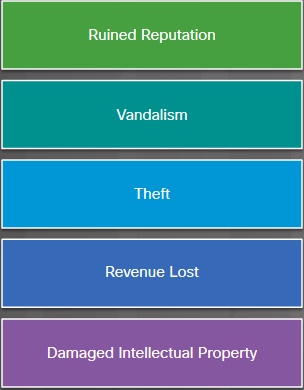 Ruined Reputation
Vandalism
Theft
Revenue Lost
Damaged Intellectual Property